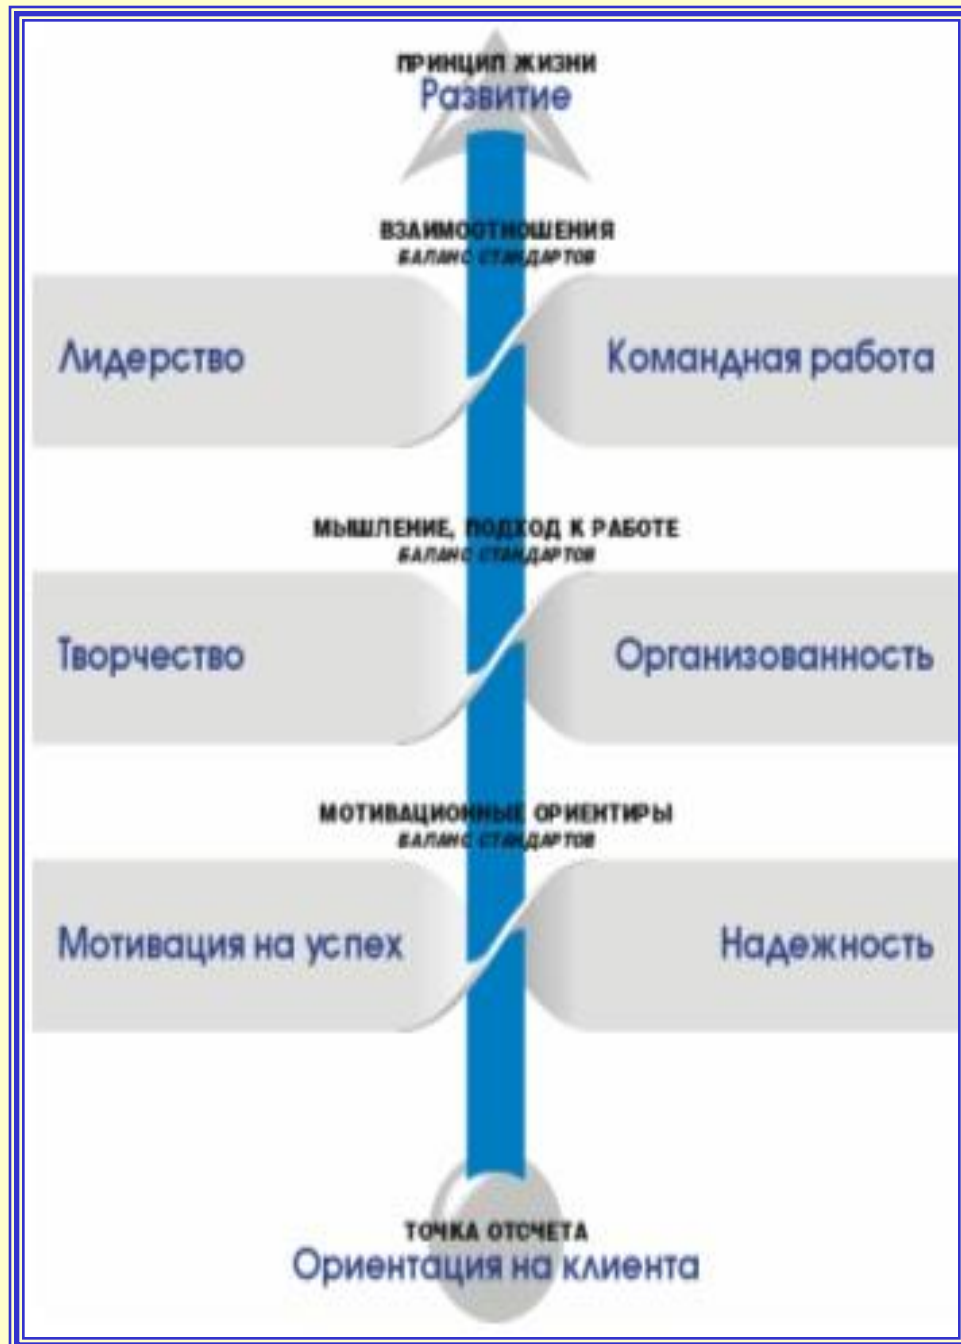 ПРИНЦИП ЖИЗНИ
Развитие
ВЗАИМООТНОШЕНИЯ
БАЛАНС СТАНДАРТОВ
Лидерство
Командная работа
МЫШЛЕНИЕ, ПОДХОД К РАБОТЕ
БАЛАНС СТАНДАРТОВ
Творчество
Организованность
МОТИВАЦИОННЫЕ ОРИЕНТИРЫ
БАЛАНС СТАНДАРТОВ
Мотивация на успех
Надежность
ТОЧКА ОТСЧЕТА
Ориентация на клиента